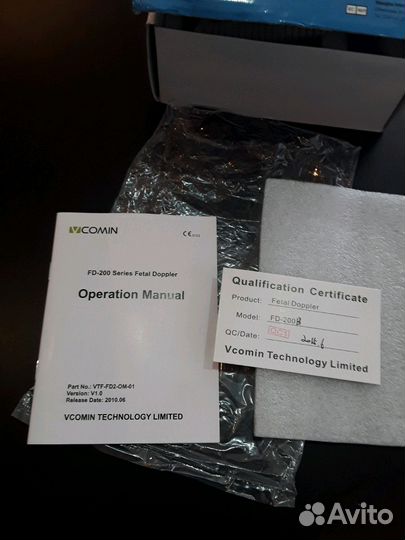 VCOMIN
CE
FD-200 Series Fetal Doppler
Operation Manual
Part No.: VTF-FD2-OM-01
Version: V1.0
Release Date: 2010.06
VCOMIN TECHNOLOGY LIMITED
Qualification Certificate
Product: Fetal Doppler
Model: FD-200B
QC/Date:
Vcomin Technology Limited
Avito